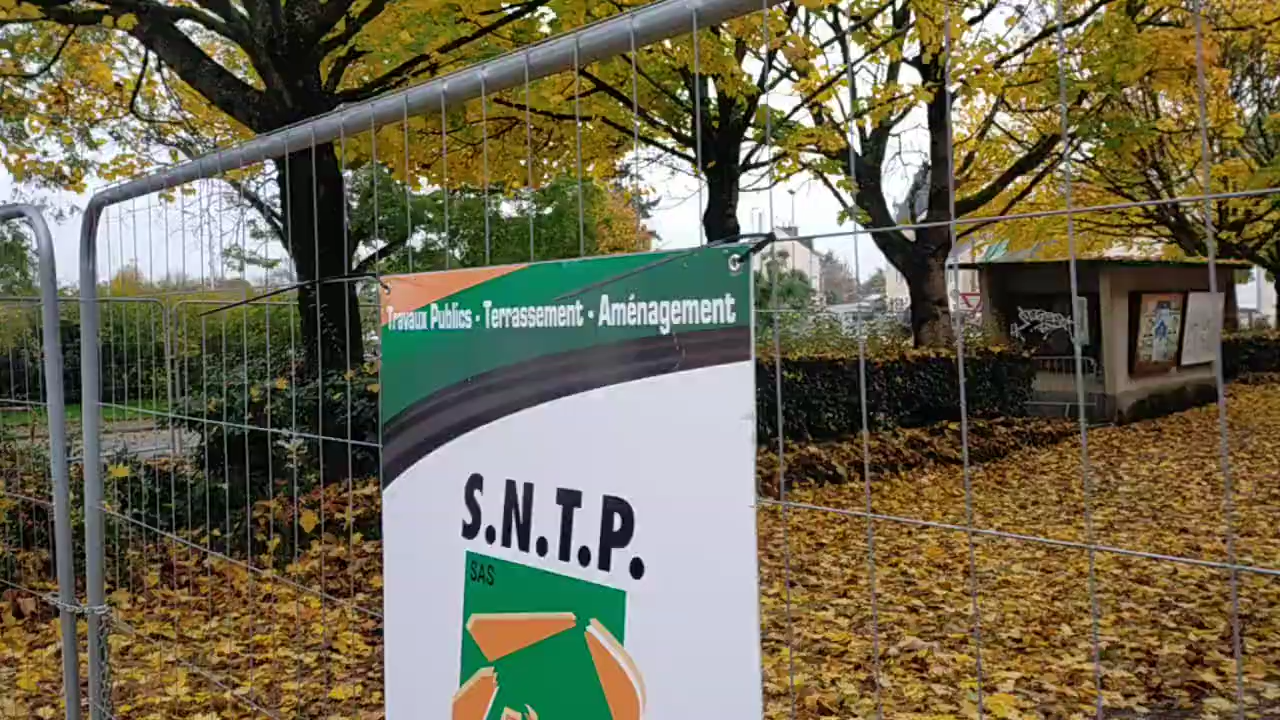 Travaux Publics - Terrassement - Aménagement
S.N.T.P.
SAS